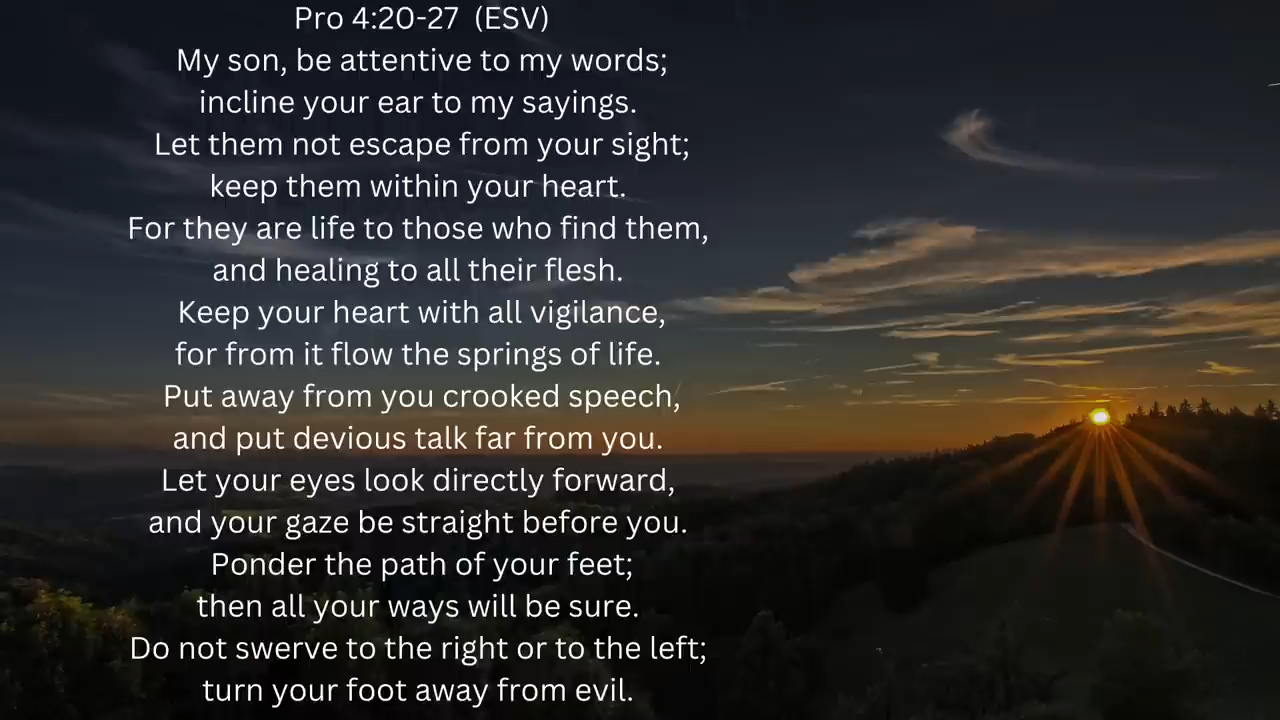 Pro 4:20-27 (ESV)
My son, be attentive to my words;
incline your ear to my sayings.
Let them not escape from your sight;
keep them within your heart.
For they are life to those who find them,
and healing to all their flesh.
Keep your heart with all vigilance,
for from it flow the springs of life.
Put away from you crooked speech,
and put devious talk far from you.
Let your eyes look directly forward,
and your gaze be straight before you.
Ponder the path of your feet;
then all your ways will be sure.
Do not swerve to the right or to the left;
turn your foot away from evil.